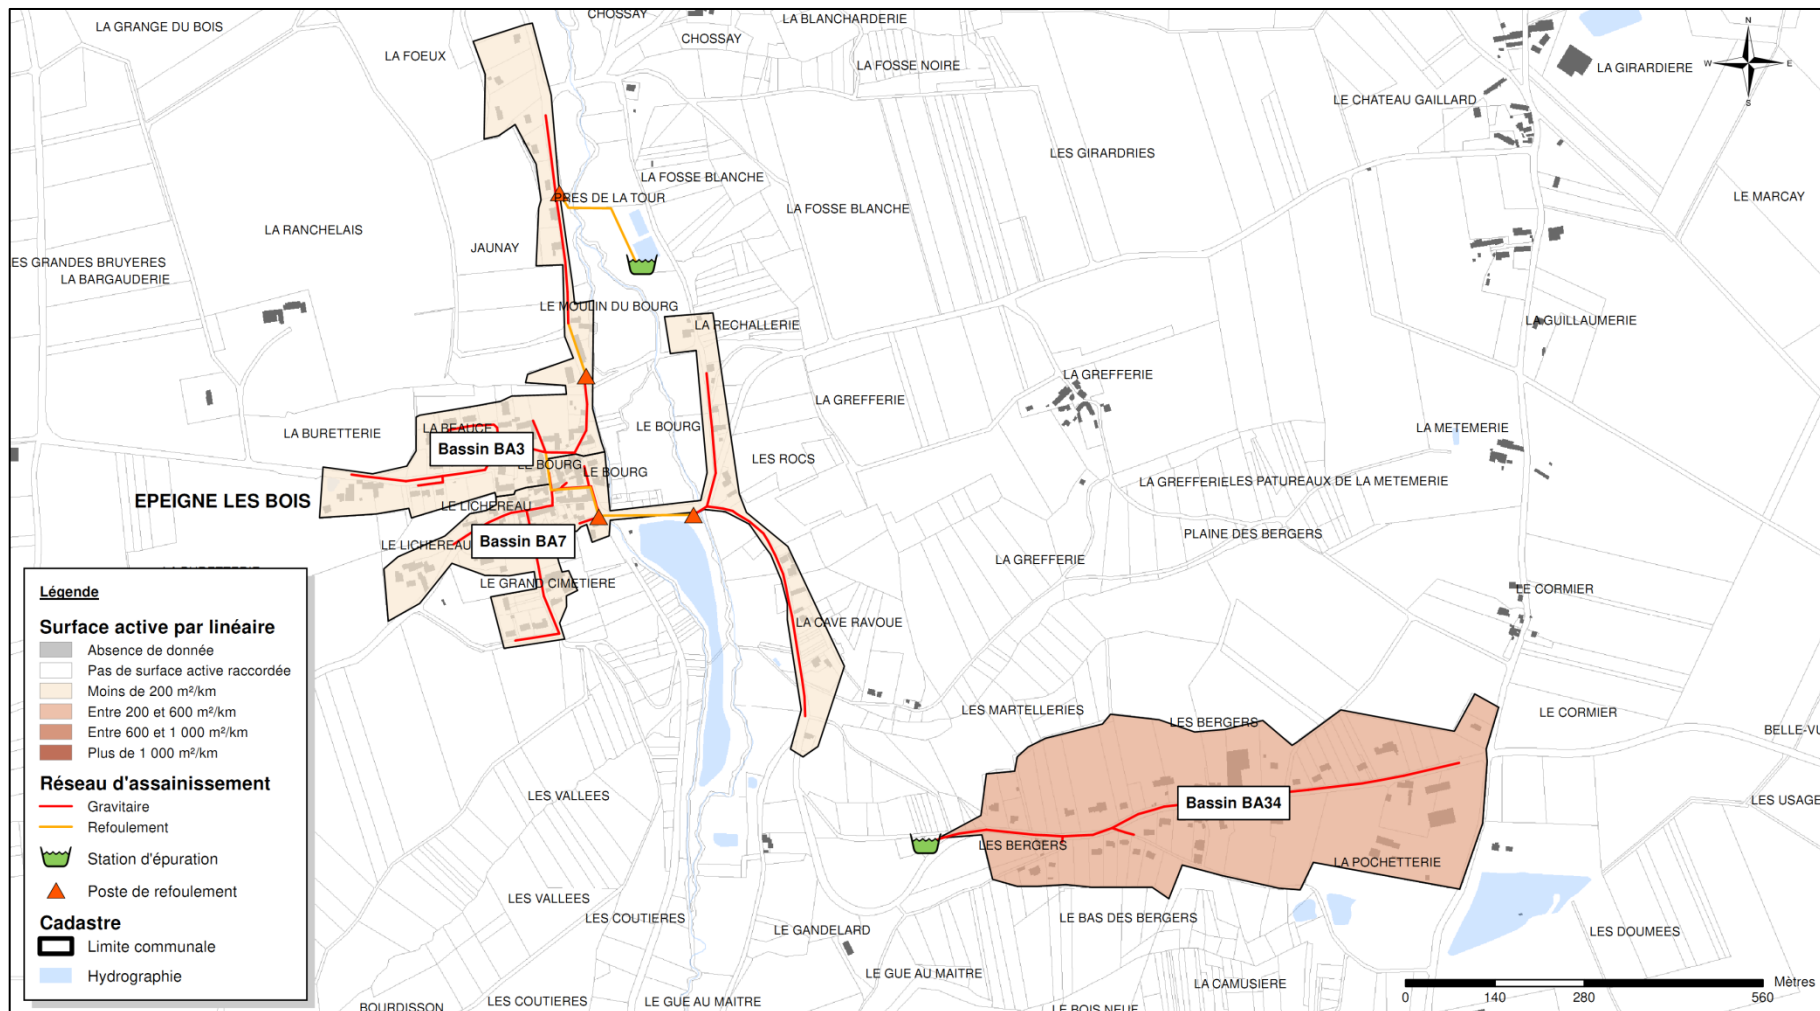 LA GRANGE DU BOIS
CHOSSAY
LA BLANCHARDERIE
LA FOEUX
CHOSSAY
LA FOSSE NOIRE
N
W
E
S
LA GIRARDIERE
LE CHATEAU GAILLARD
LES GIRARDRIES
LA FOSSE BLANCHE
PRES DE LA TOUR
LA FOSSE BLANCHE
LE MARCAY
LA RANCHELAIS
JAUNAY
ES GRANDES BRUYERES
LA BARGAUDERIE
LE MOULIN DU BOURG
LA RECHALLERIE
LA GUILLAUMERIE
LA GREFFERIE
LA GREFFERIE
LA BURETTERIE
LA BEAUCE
LE BOURG
LA METEMERIE
Bassin BA3
LES ROCS
LE BOURG
LE BOURG
LA GREFFERIE
LES PATUREAUX DE LA METEMERIE
EPEIGNE LES BOIS
LE LICHEREAU
PLAINE DES BERGERS
LE LICHEREAU
Bassin BA7
LA GREFFERIE
LE GRAND CIMETIERE
LE CORMIER
LA CAVE RAVOUE
Légende
Surface active par linéaire
Absence de donnée
Pas de surface active raccordée
Moins de 200 m²/km
Entre 200 et 600 m²/km
Entre 600 et 1 000 m²/km
Plus de 1 000 m²/km
Réseau d'assainissement
Gravitaire
Refoulement
Station d'épuration
Poste de refoulement
Cadastre
Limite communale
Hydrographie
LES MARTELLERIES
LES BERGERS
LE CORMIER
BELLE-VU
LES VALLEES
Bassin BA34
LES USAGE
LES BERGERS
LA POCHETTERIE
LES VALLEES
LES COUTIERES
LE BAS DES BERGERS
LE GANDELARD
LES DOUMEES
LE GUE AU MAITRE
LA CAMUSIERE
BOURDISSON
LES COUTIERES
LE GUE AU MAITRE
LE BOIS NEUF
Mètres
0
140
280
560